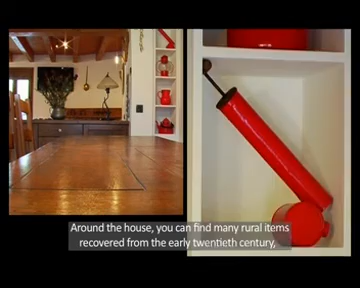 Around the house, you can find many rural items
recovered from the early twentieth century,